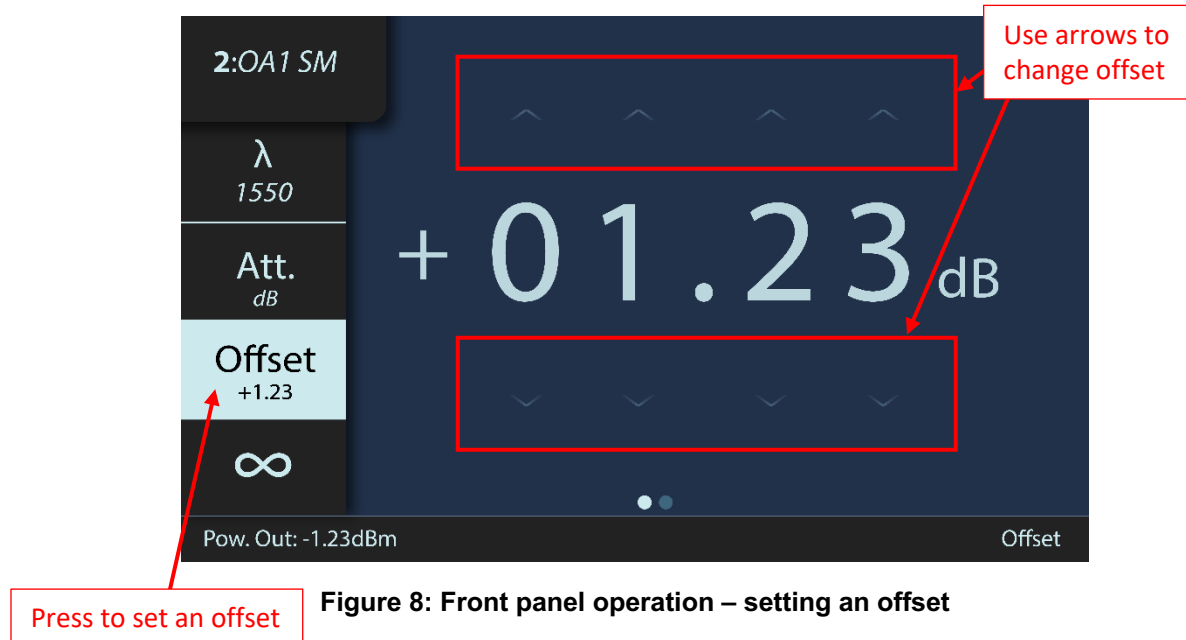 Use arrows to
change offset
2:OA1 SM
λ
1550
Att.
dB
Offset
+1.23
∞
+ 01.23 dB
Pow. Out: -1.23dBm
Offset
Press to set an offset
Figure 8: Front panel operation – setting an offset